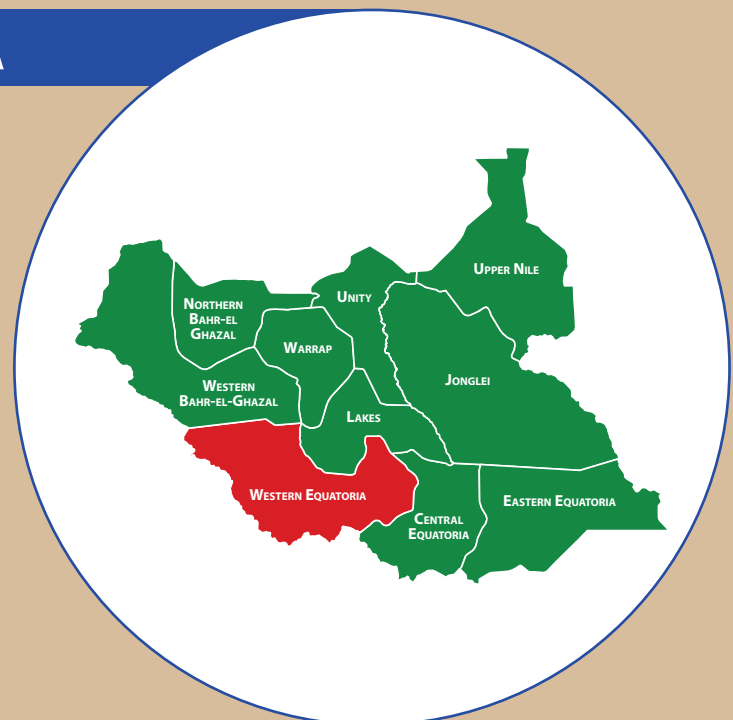 Upper Nile
Unity
Northern
Bahr-el
Ghazal
Warrap
Jonglei
Western
Bahr-el-Ghazal
Lakes
Western Equatoria
Eastern Equatoria
Central
Equatoria